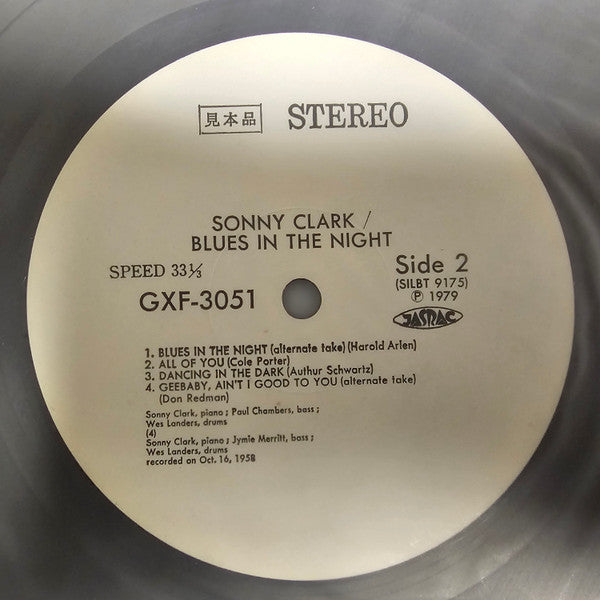 見本品 STEREO
SONNY CLARK /
BLUES IN THE NIGHT
SPEED 33⅓
Side 2
(SILBT 9175)
GXF-3051
Ⓟ 1979
JASRAC
1. BLUES IN THE NIGHT (alternate take) (Harold Arlen)
2. ALL OF YOU (Cole Porter)
3. DANCING IN THE DARK (Authur Schwartz)
4. GEEBABY, AIN'T I GOOD TO YOU (alternate take)
(Don Redman)
Sonny Clark, piano ; Paul Chambers, bass ;
Wes Landers, drums
(4)
Sonny Clark, piano ; Jymie Merritt, bass ;
Wes Landers, drums
recorded on Oct. 16, 1958